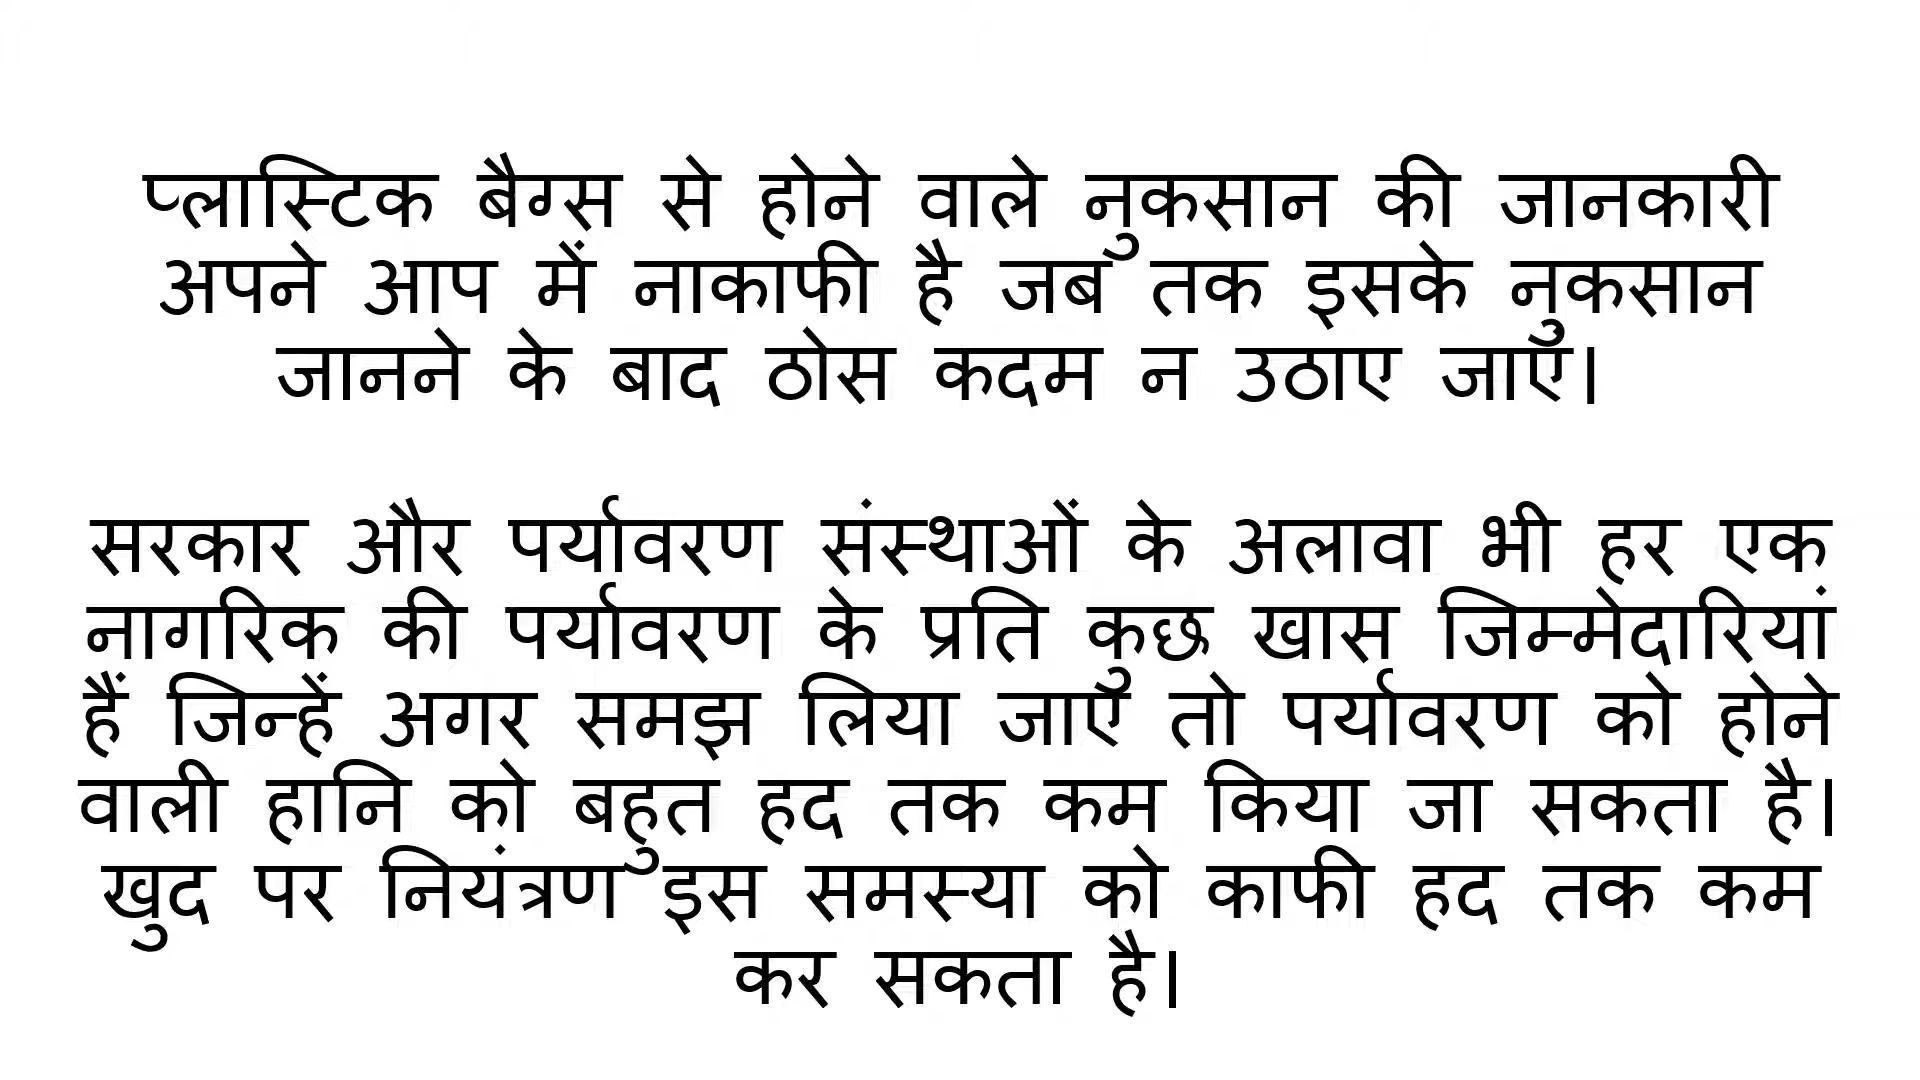 प्लास्टिक बैग्स से होने वाले नुकसान की जानकारी
अपने आप में नाकाफी है जब तक इसके नुकसान
जानने के बाद ठोस कदम न उठाए जाएँ।
सरकार और पर्यावरण संस्थाओं के अलावा भी हर एक
नागरिक की पर्यावरण के प्रति कुछ खास जिम्मेदारियां
हैं जिन्हें अगर समझ लिया जाएँ तो पर्यावरण को होने
वाली हानि को बहुत हद तक कम किया जा सकता है।
खुद पर नियंत्रण इस समस्या को काफी हद तक कम
कर सकता है।